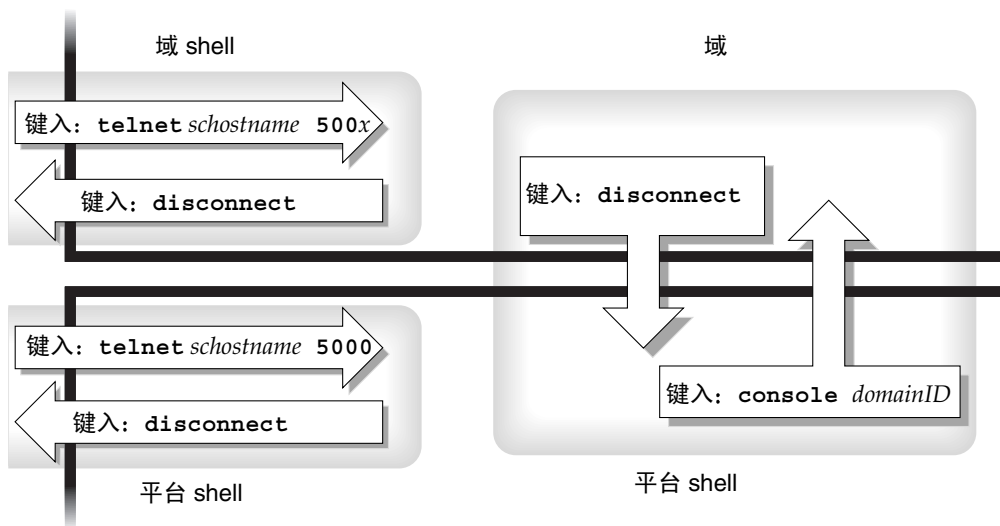 域 shell
键入：telnet schostname 500x
键入：disconnect
键入：telnet schostname 5000
键入：disconnect
平台 shell
域
键入：disconnect
键入：console domainID
平台 shell